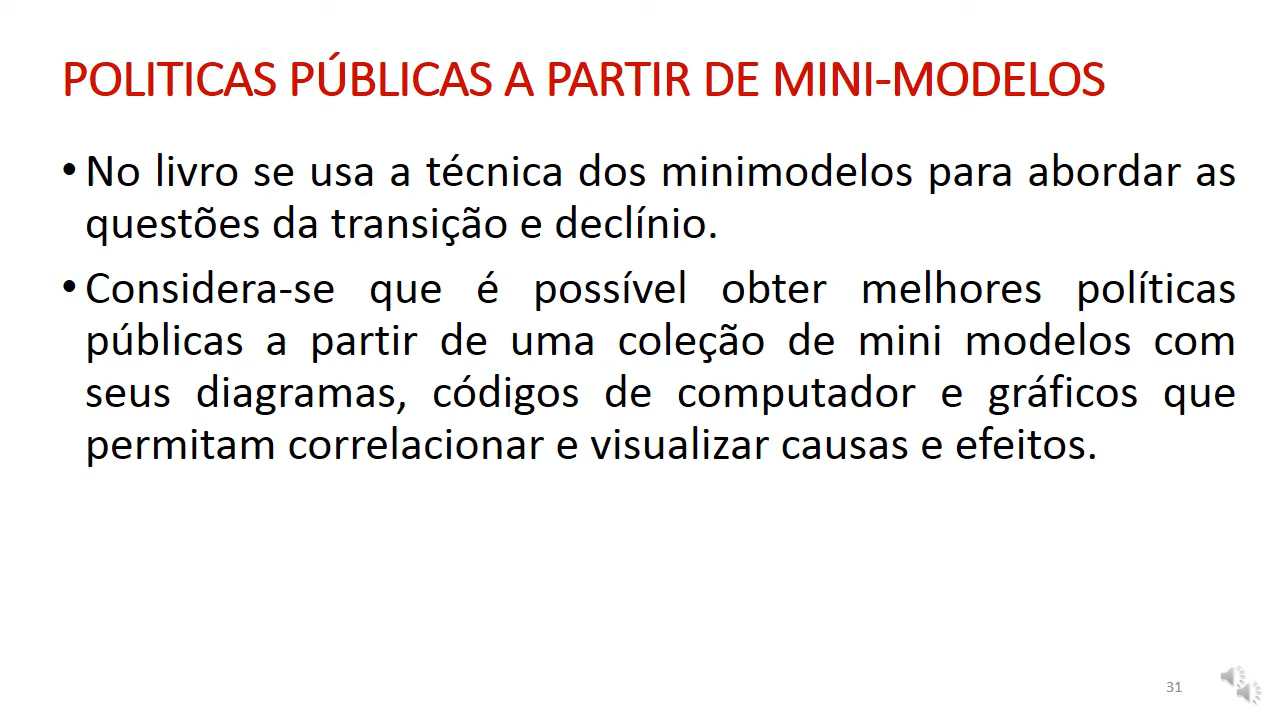 POLITICAS PÚBLICAS A PARTIR DE MINI-MODELOS
• No livro se usa a técnica dos minimodelos para abordar as
questões da transição e declínio.
• Considera-se que é possível obter melhores políticas
públicas a partir de uma coleção de mini modelos com
seus diagramas, códigos de computador e gráficos que
permitam correlacionar e visualizar causas e efeitos.
31